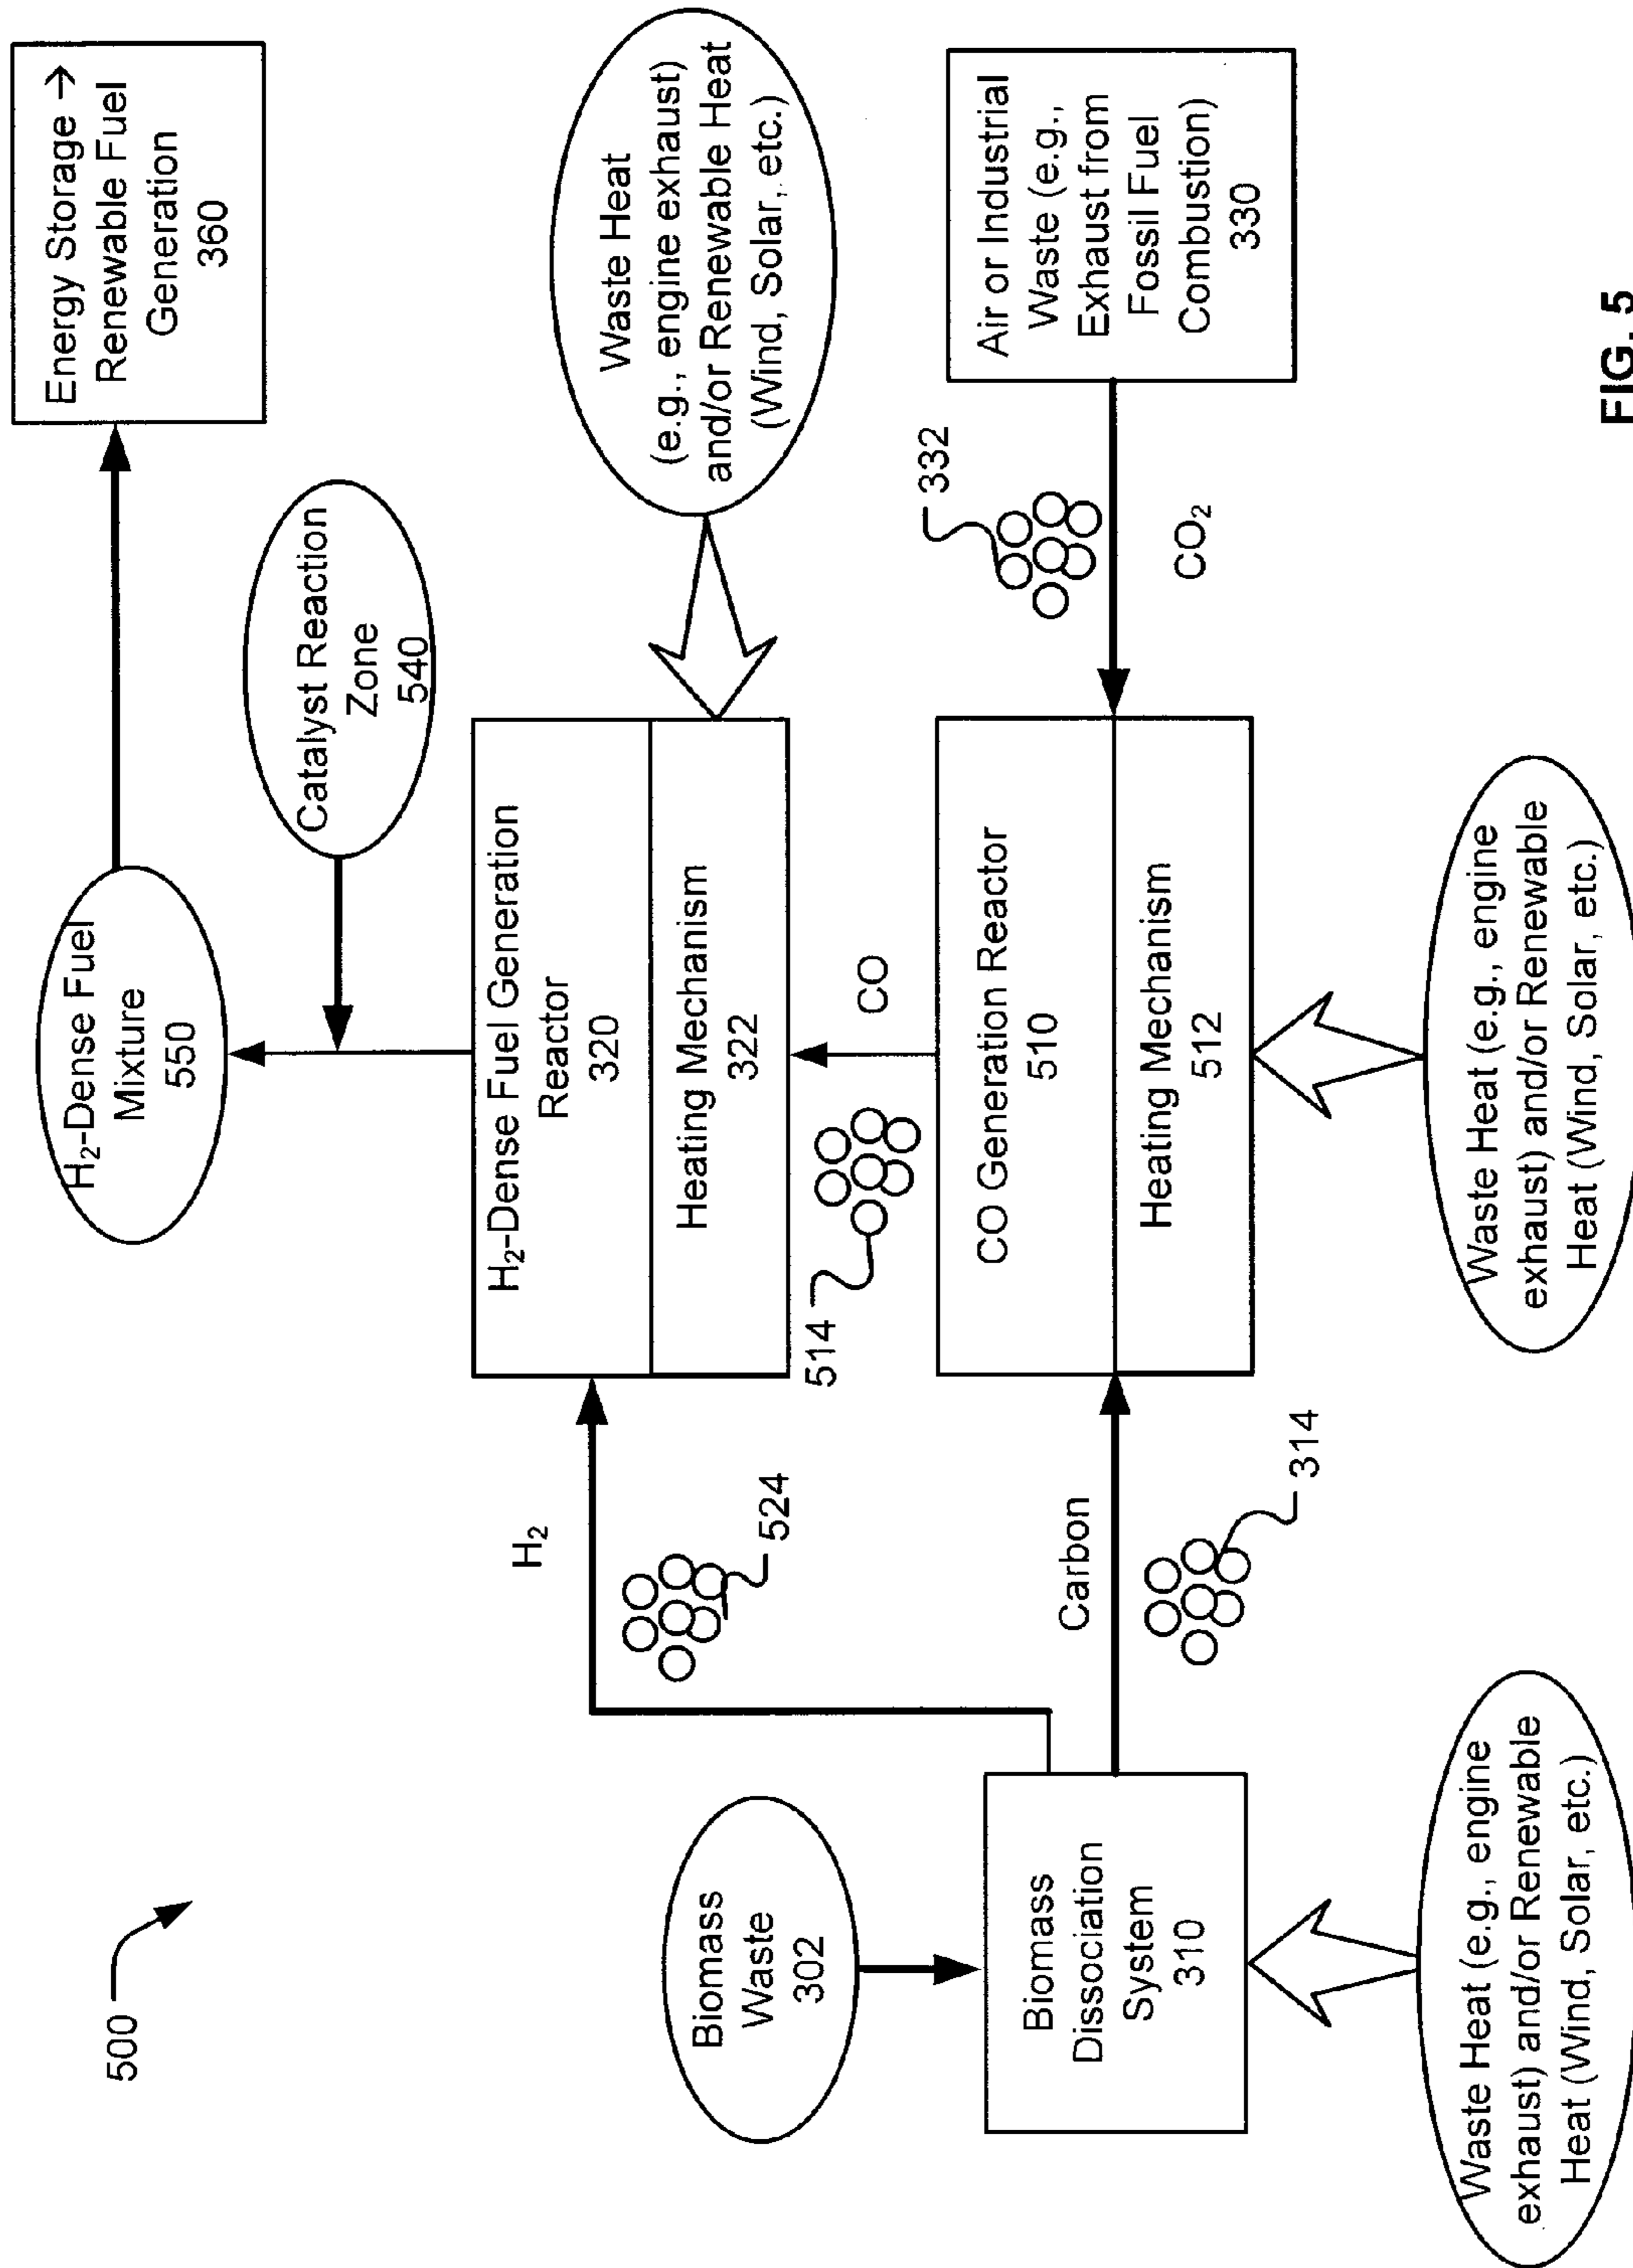 500
Energy Storage →
Renewable Fuel
Generation
360
H₂-Dense Fuel
Mixture
550
Catalyst Reaction
Zone
540
H₂-Dense Fuel Generation
Reactor
320
Heating Mechanism
322
Waste Heat
(e.g., engine exhaust)
and/or Renewable Heat
(Wind, Solar, etc.)
H₂
524
514
CO
Biomass
Waste
302
Biomass
Dissociation
System
310
Carbon
314
CO Generation Reactor
510
Heating Mechanism
512
332
CO₂
Air or Industrial
Waste (e.g.,
Exhaust from
Fossil Fuel
Combustion)
330
Waste Heat (e.g., engine
exhaust) and/or Renewable
Heat (Wind, Solar, etc.)
Waste Heat (e.g., engine
exhaust) and/or Renewable
Heat (Wind, Solar, etc.)
FIG. 5